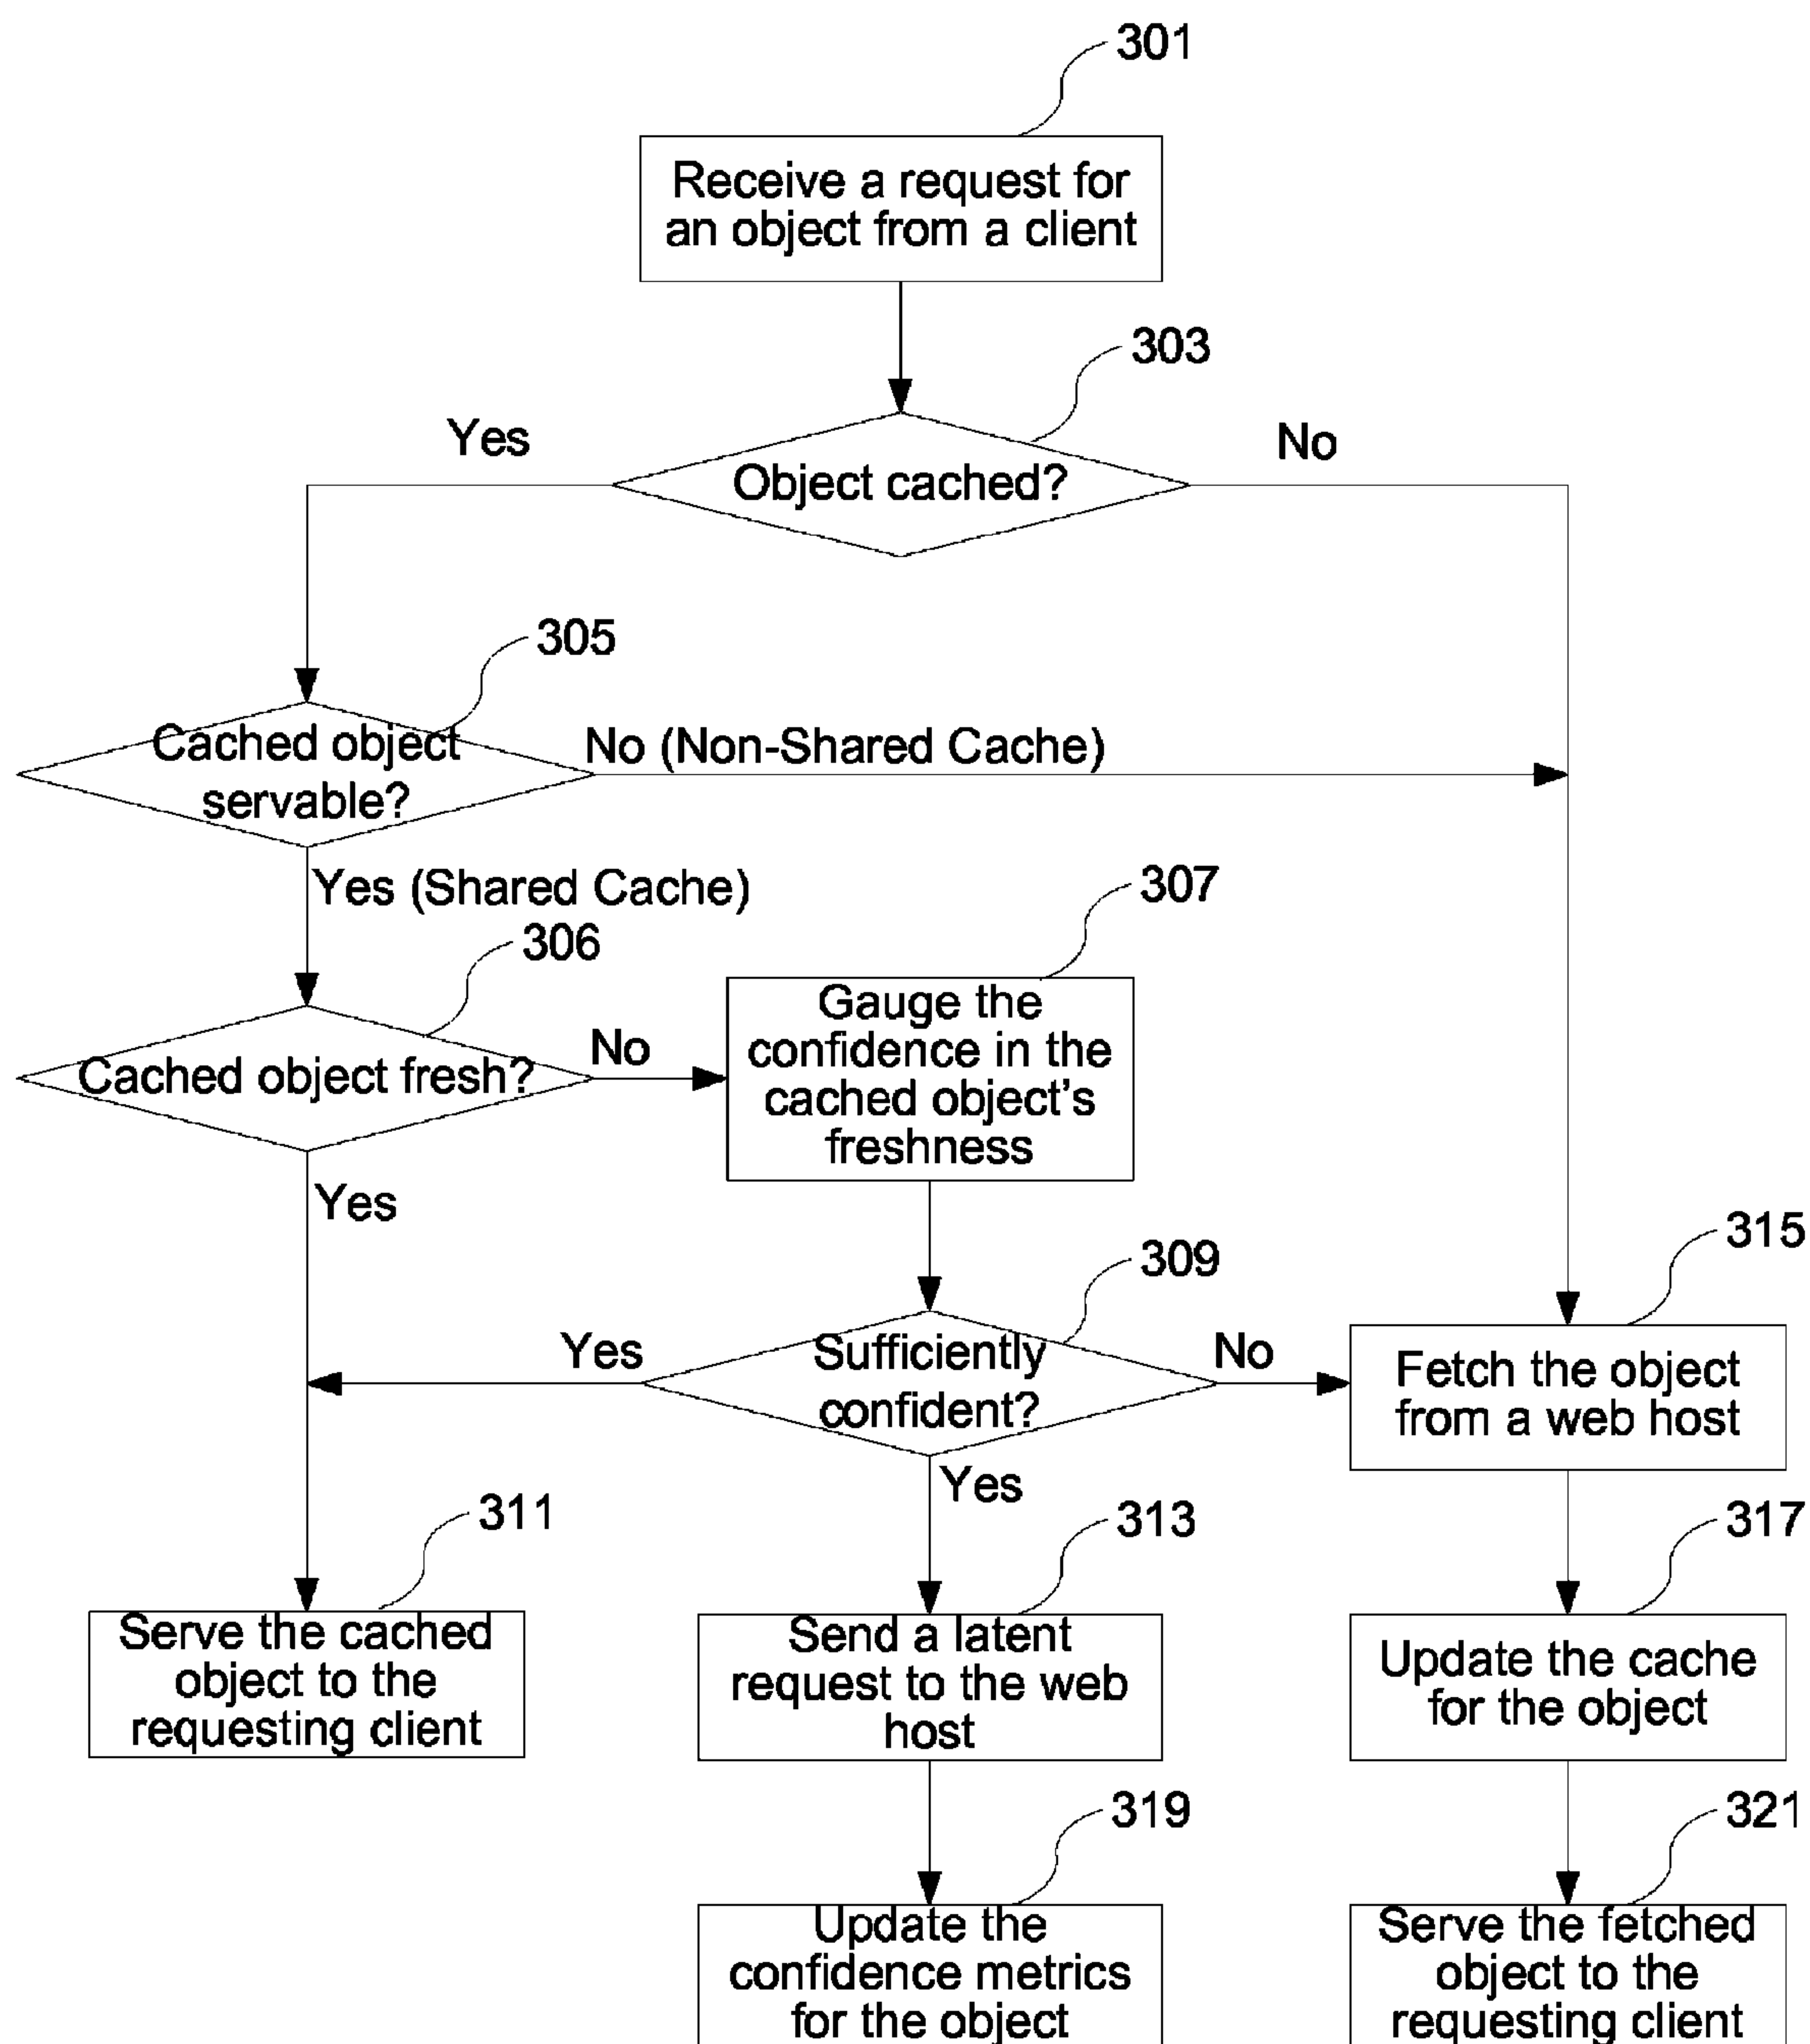 301
Receive a request for
an object from a client
303
Yes
No
Object cached?
305
Cached object
servable?
No (Non-Shared Cache)
Yes (Shared Cache)
307
306
Gauge the
confidence in the
cached object's
freshness
Cached object fresh?
No
Yes
315
309
Yes
Sufficiently
confident?
No
Fetch the object
from a web host
Yes
311
313
317
Serve the cached
object to the
requesting client
Send a latent
request to the web
host
Update the cache
for the object
319
321
Update the
confidence metrics
for the object
Serve the fetched
object to the
requesting client